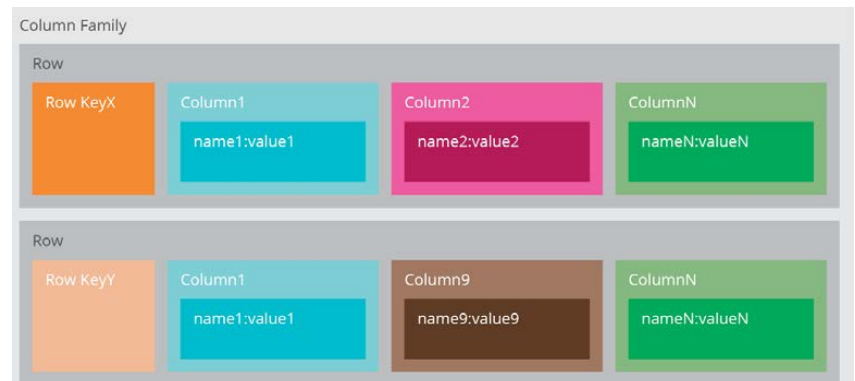 Column Family
Row
Row KeyX
Column1
name1:value1
Column2
name2:value2
ColumnN
nameN:valueN
Row
Row KeyY
Column1
name1:value1
Column9
name9:value9
ColumnN
nameN:valueN